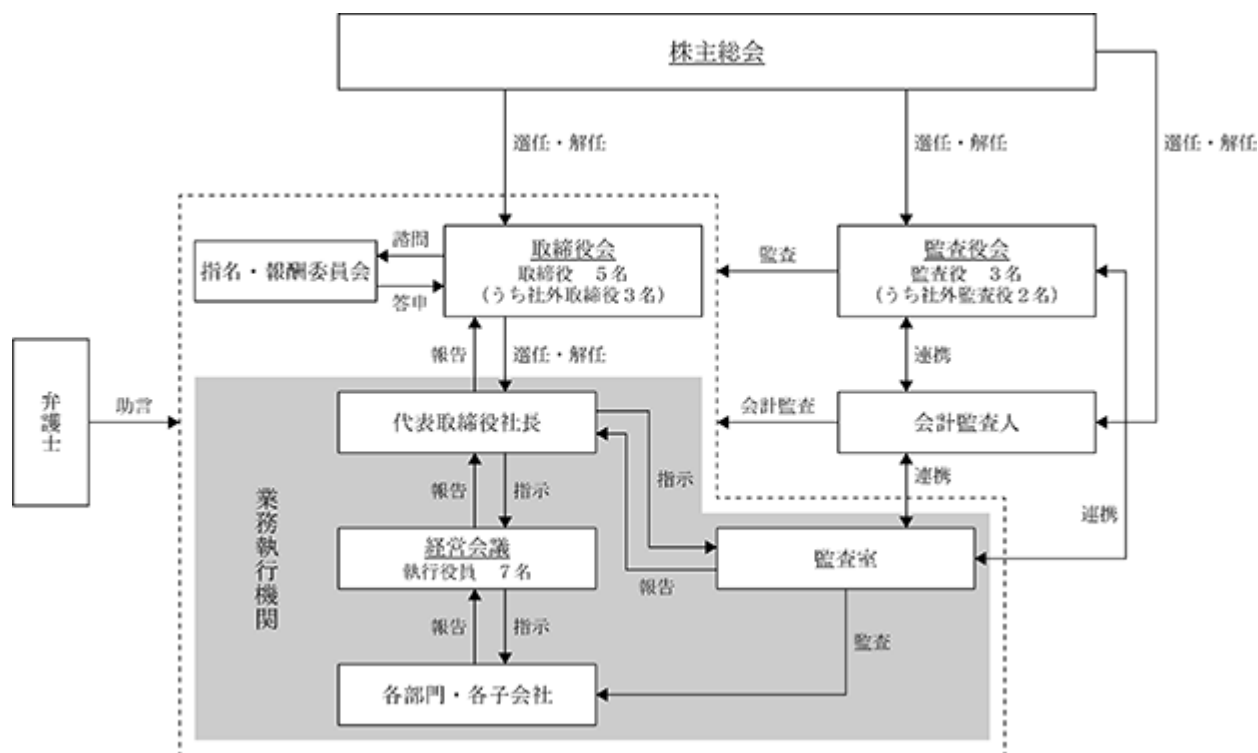 株主総会
選任・解任
選任・解任
選任・解任
指名・報酬委員会
諮問
答申
取締役会
取締役　5名
(うち社外取締役3名)
監査
監査役会
監査役　3名
(うち社外監査役2名)
報告
選任・解任
連携
弁護士
助言
代表取締役社長
会計監査
会計監査人
業務執行機関
報告
指示
指示
連携
連携
経営会議
執行役員　7名
報告
監査室
報告
指示
監査
各部門・各子会社